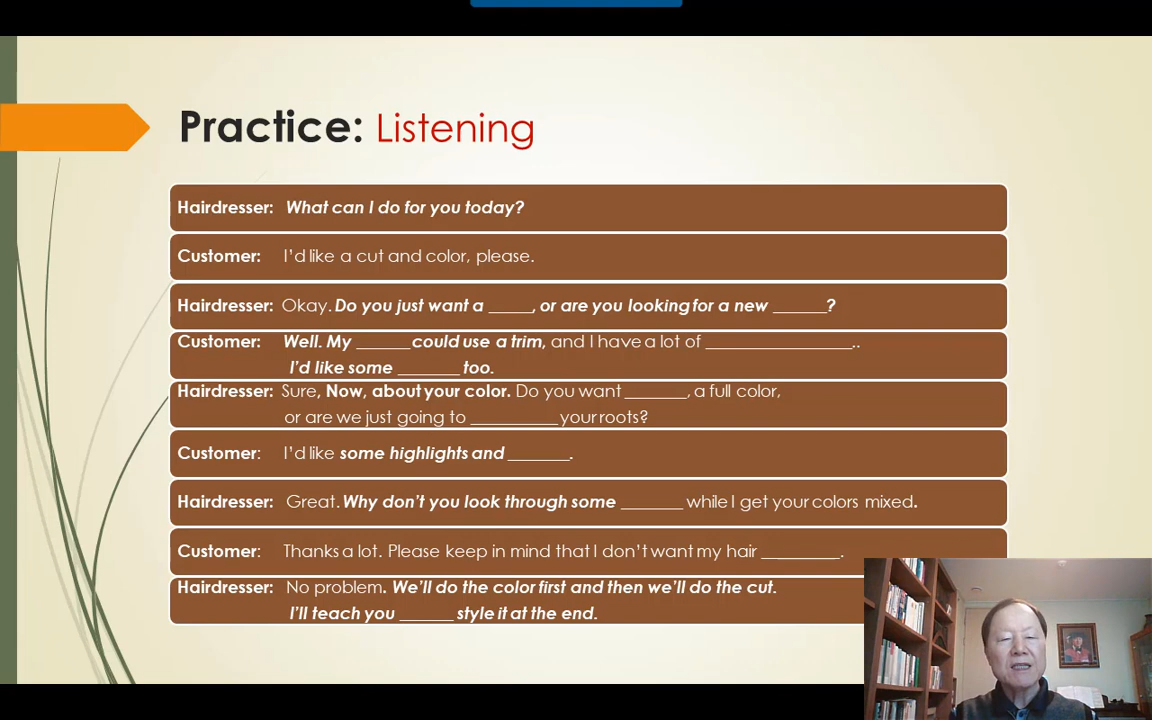 Practice: Listening
Hairdresser: What can I do for you today?
Customer: I'd like a cut and color, please.
Hairdresser: Okay. Do you just want a _____, or are you looking for a new ______?
Customer: Well. My ______ could use a trim, and I have a lot of ________________..
I'd like some _______ too.
Hairdresser: Sure, Now, about your color. Do you want _______, a full color,
or are we just going to __________ your roots?
Customer: I'd like some highlights and _______.
Hairdresser: Great. Why don't you look through some _______ while I get your colors mixed.
Customer: Thanks a lot. Please keep in mind that I don't want my hair _________.
Hairdresser: No problem. We'll do the color first and then we'll do the cut.
I'll teach you ______ style it at the end.